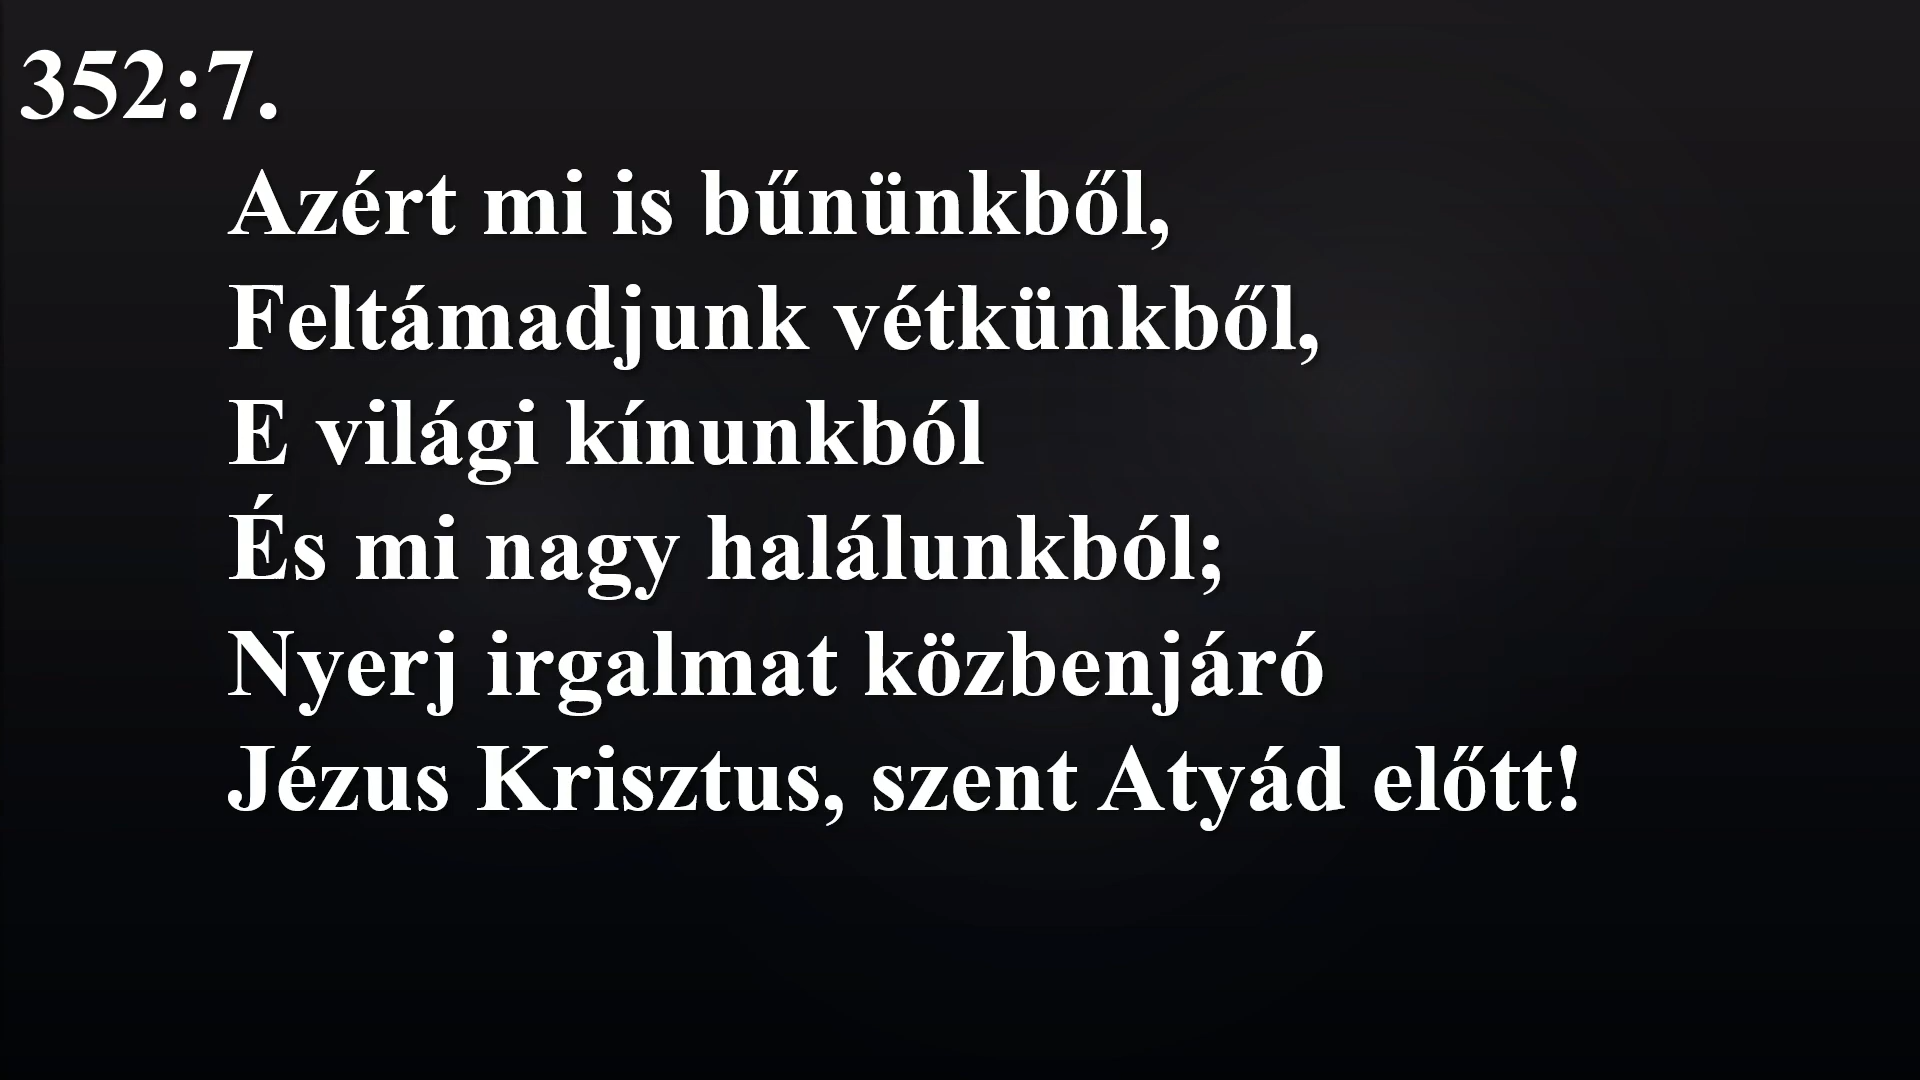 352:7.
Azért mi is bűnünkből,
Feltámadjunk vétkünkből,
E világi kínunkból
És mi nagy halálunkból;
Nyerj irgalmat közbenjáró
Jézus Krisztus, szent Atyád előtt!